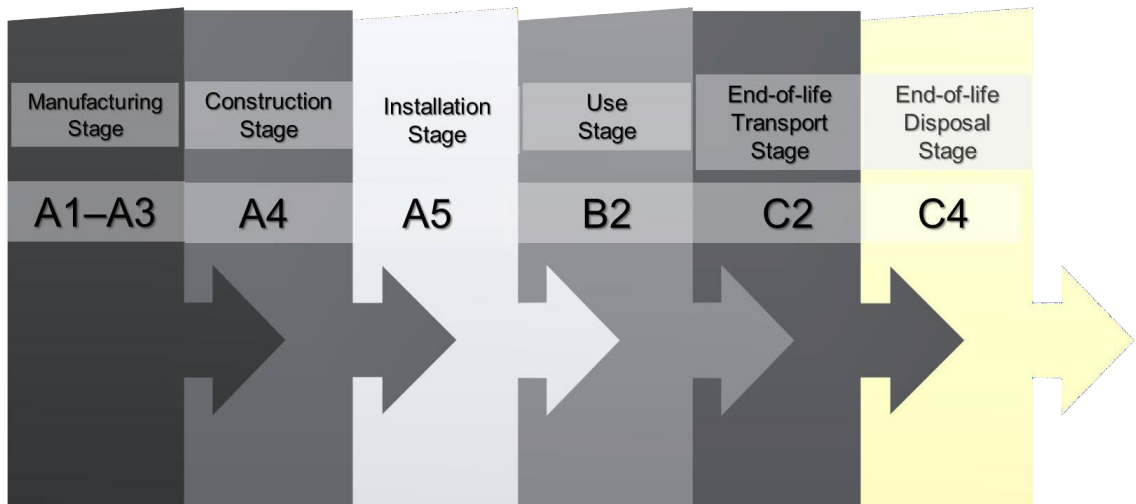 Manufacturing
Stage
Construction
Stage
Installation
Stage
Use
Stage
End-of-life
Transport
Stage
End-of-life
Disposal
Stage
A1–A3
A4
A5
B2
C2
C4